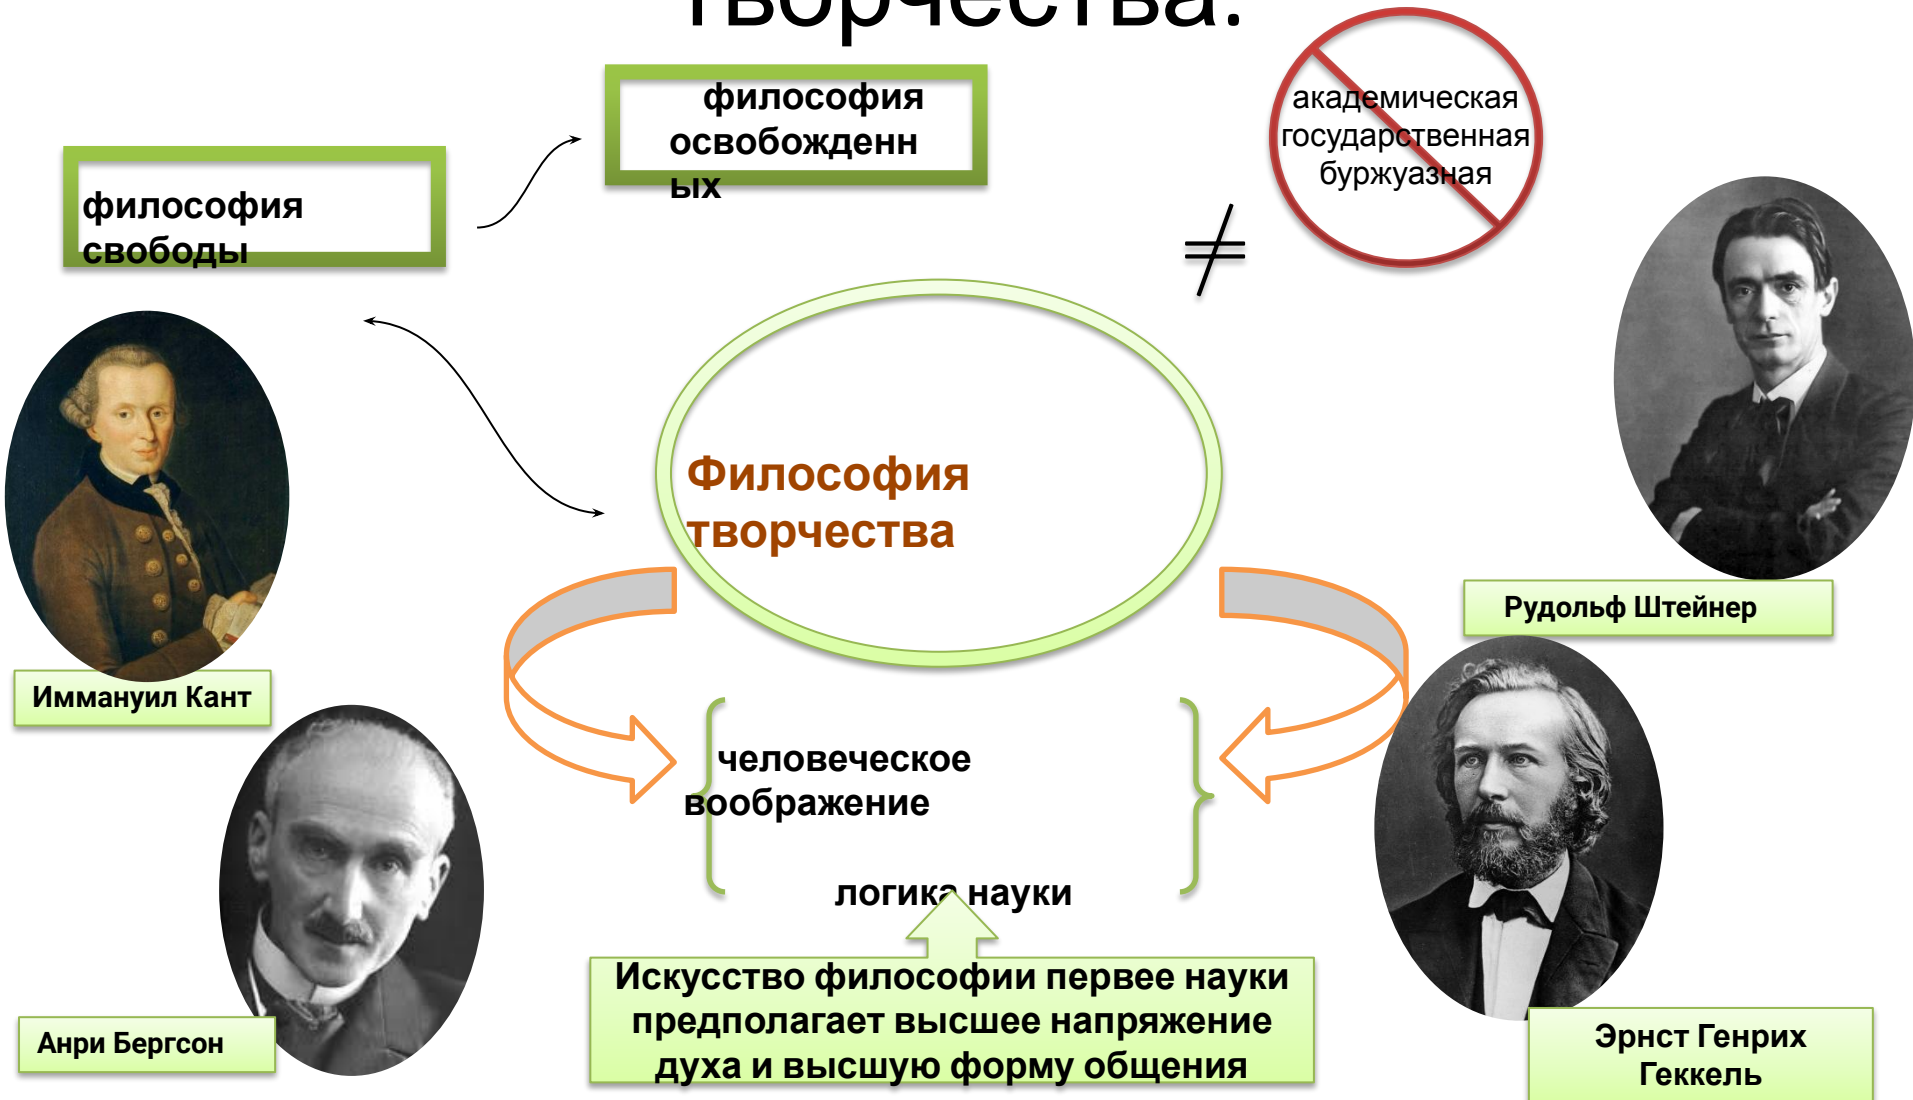 творчества.
философия
освобожденн
ых
академическая
государственная
буржуазная
философия
свободы
≠
Философия
творчества
Рудольф Штейнер
Иммануил Кант
человеческое
воображение
логика науки
Искусство философии первее науки
предполагает высшее напряжение
духа и высшую форму общения
Анри Бергсон
Эрнст Генрих
Геккель